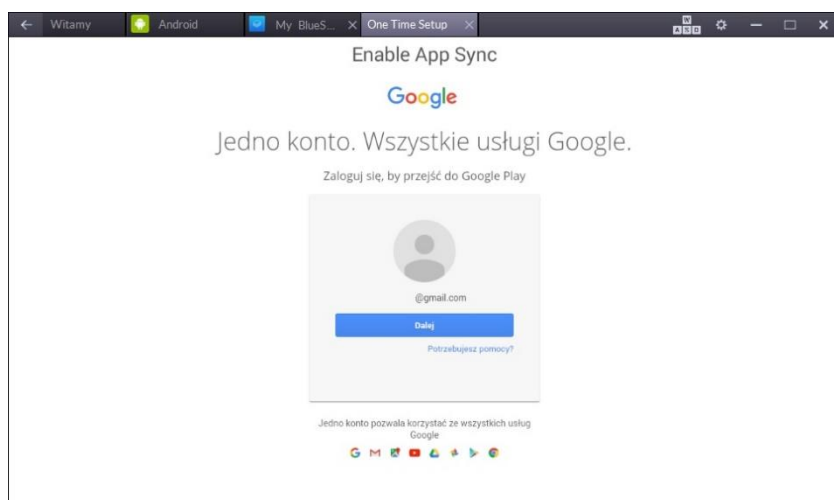 Witamy
Android
My BlueS...
One Time Setup
W
A S D
Enable App Sync
Google
Jedno konto. Wszystkie usługi Google.
Zaloguj się, by przejść do Google Play
@gmail.com
Dalej
Potrzebujesz pomocy?
Jedno konto pozwala korzystać ze wszystkich usług
Google